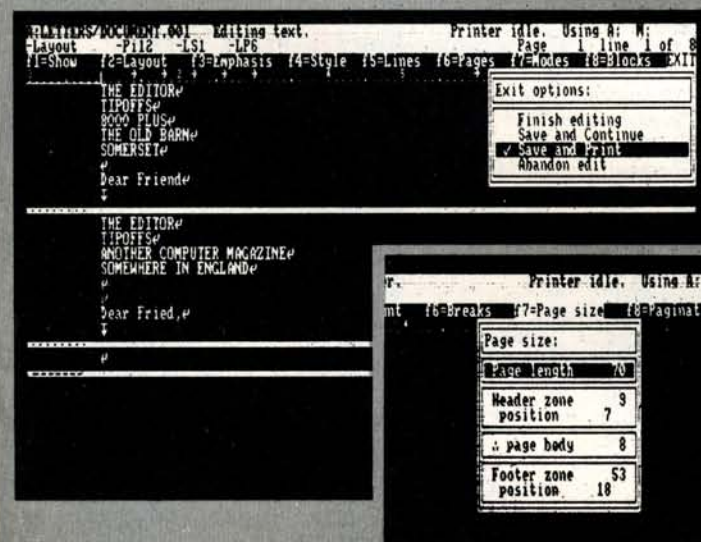 A:LETTERS/DOCUMENT.001 Editing text. Printer idle. Using A: M:
-Layout -Pi12 -LS1 -LP6 Page 1 line 1 of 8
f1=Show f2=Layout f3=Emphasis f4=Style f5=Lines f6=Pages f7=Modes f8=Blocks EXIT
THE EDITOR↵
TIPOFFS↵
8000 PLUS↵
THE OLD BARN↵
SOMERSET↵
↵
Dear Friend↵
THE EDITOR↵
TIPOFFS↵
ANOTHER COMPUTER MAGAZINE↵
SOMEWHERE IN ENGLAND↵
↵
↵
Dear Fried,↵
↵
Exit options:
Finish editing
Save and Continue
✓ Save and Print
Abandon edit
r. Printer idle. Using A:
nt f6=Breaks f7=Page size f8=Paginat
Page size:
Page length 70
Header zone 9
position 7
∴ page body 8
Footer zone 53
position 18